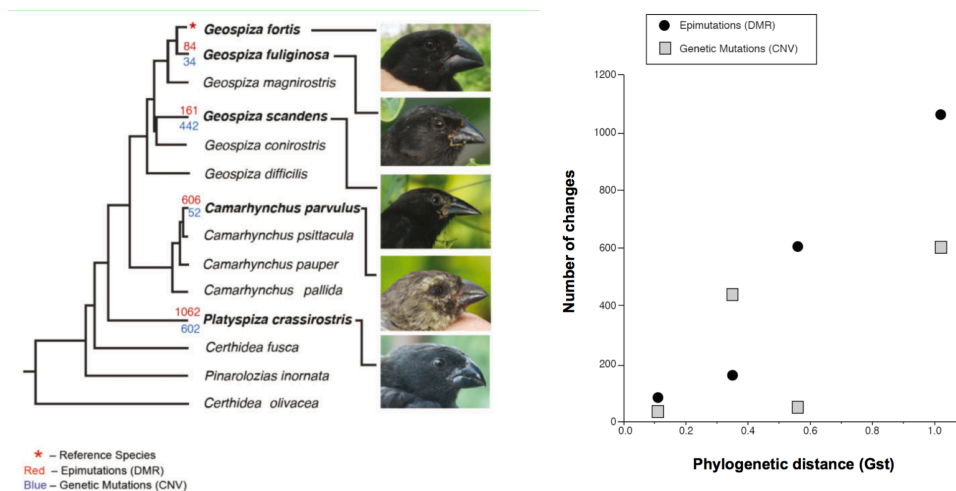 * Geospiza fortis
84
34
Geospiza fuliginosa
Geospiza magnirostris
161
442
Geospiza scandens
Geospiza conirostris
Geospiza difficilis
606
52
Camarhynchus parvulus
Camarhynchus psittacula
Camarhynchus pauper
Camarhynchus pallida
1062
602
Platyspiza crassirostris
Certhidea fusca
Pinarolozias inornata
Certhidea olivacea
* – Reference Species
Red – Epimutations (DMR)
Blue – Genetic Mutations (CNV)
Epimutations (DMR)
Genetic Mutations (CNV)
Number of changes
1200
1000
800
600
400
200
0
0.0 0.2 0.4 0.6 0.8 1.0
Phylogenetic distance (Gst)